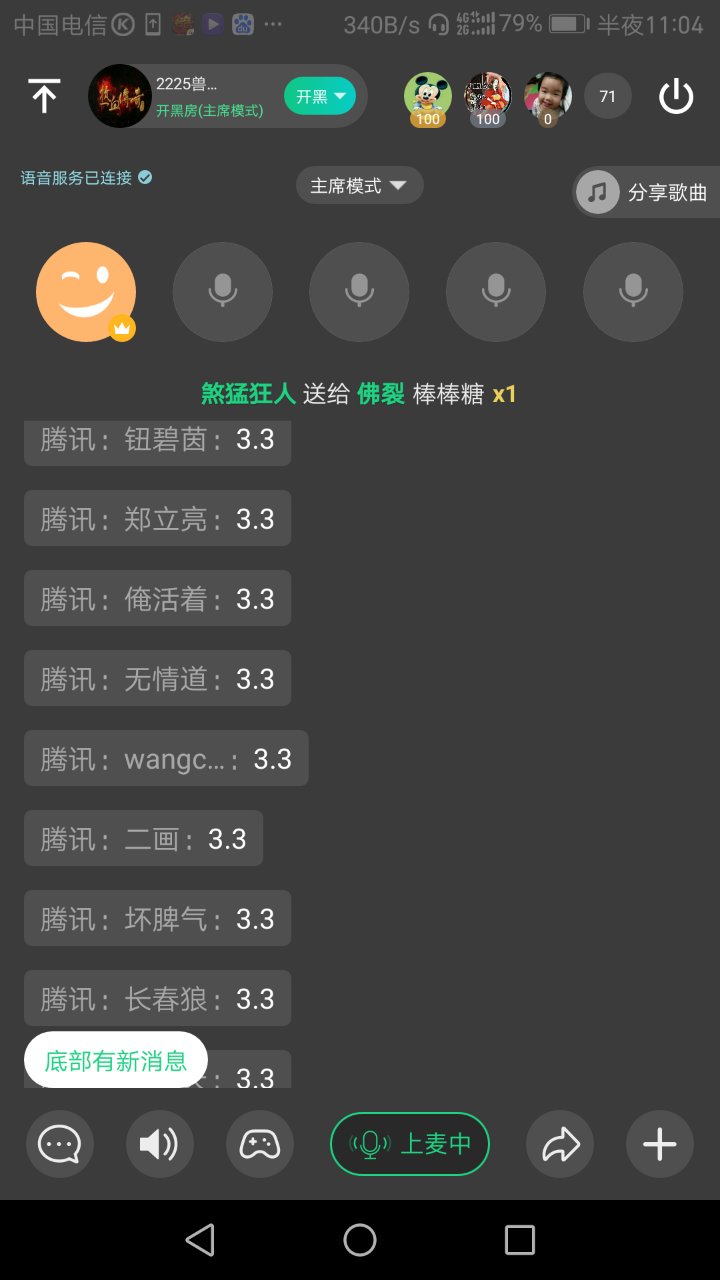 中国电信 340B/s 4G 2G 79% 半夜11:04
2225兽...
开黑房(主席模式)
开黑
100
100
0
71
语音服务已连接
主席模式
分享歌曲
煞猛狂人 送给 佛裂 棒棒糖 x1
腾讯：钮碧茵：3.3
腾讯：郑立亮：3.3
腾讯：俺活着：3.3
腾讯：无情道：3.3
腾讯：wangc...：3.3
腾讯：二画：3.3
腾讯：坏脾气：3.3
腾讯：长春狼：3.3
3.3
底部有新消息
上麦中